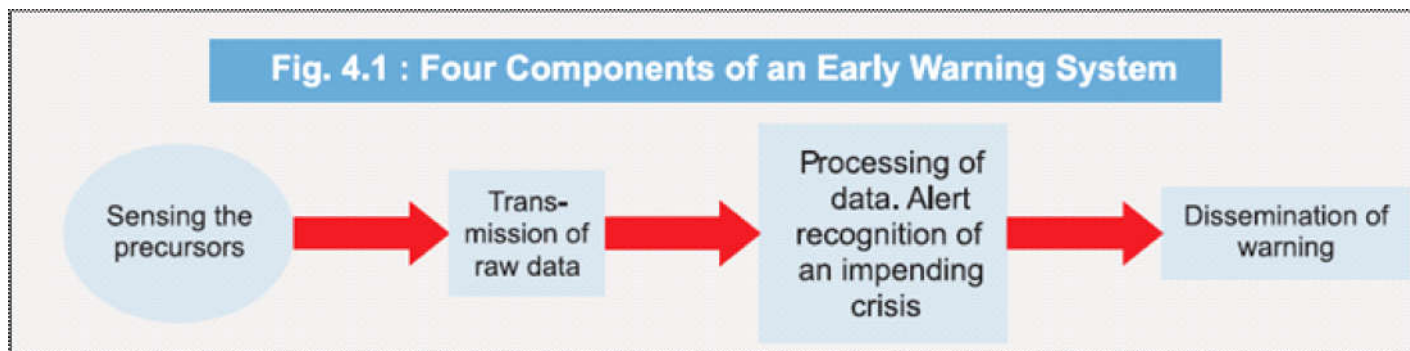 Fig. 4.1 : Four Components of an Early Warning System
Sensing the
precursors
Trans-
mission of
raw data
Processing of
data. Alert
recognition of
an impending
crisis
Dissemination of
warning